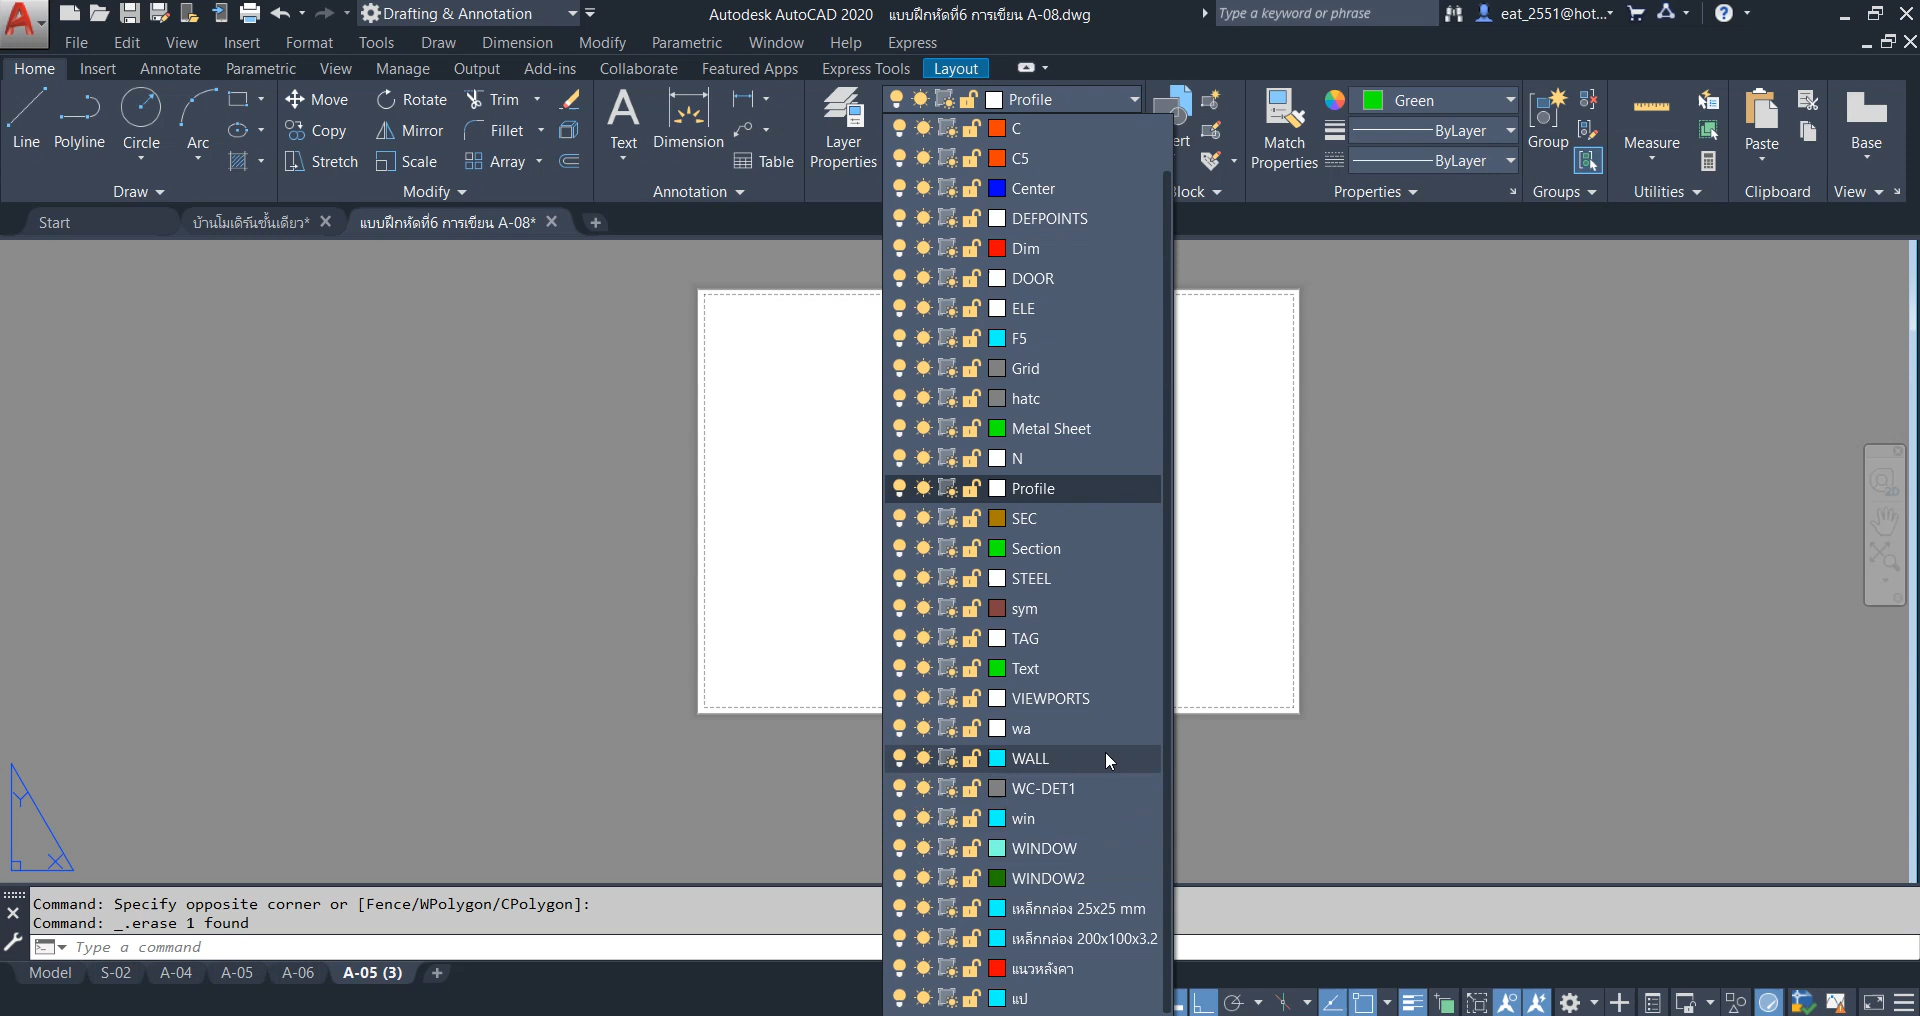 Drafting & Annotation
Autodesk AutoCAD 2020 แบบฝึกหัดที่6 การเขียน A-08.dwg
Type a keyword or phrase
eat_2551@hot...
File Edit View Insert Format Tools Draw Dimension Modify Parametric Window Help Express
Home Insert Annotate Parametric View Manage Output Add-ins Collaborate Featured Apps Express Tools Layout
Line Polyline Circle Arc
Move Rotate Trim
Copy Mirror Fillet
Stretch Scale Array
Text Dimension Table
Layer Properties
Profile
ert
Match Properties
Green
ByLayer
ByLayer
Group
Measure
Paste
Base
Draw Modify Annotation lock Properties Groups Utilities Clipboard View
Start บ้านโมเดิร์นชั้นเดียว* แบบฝึกหัดที่6 การเขียน A-08*
C
C5
Center
DEFPOINTS
Dim
DOOR
ELE
F5
Grid
hatc
Metal Sheet
N
Profile
SEC
Section
STEEL
sym
TAG
Text
VIEWPORTS
wa
WALL
WC-DET1
win
WINDOW
WINDOW2
เหล็กกล่อง 25x25 mm
เหล็กกล่อง 200x100x3.2
แนวหลังคา
แป
Y
X
2D
Command: Specify opposite corner or [Fence/WPolygon/CPolygon]:
Command: _.erase 1 found
Type a command
Model S-02 A-04 A-05 A-06 A-05 (3)